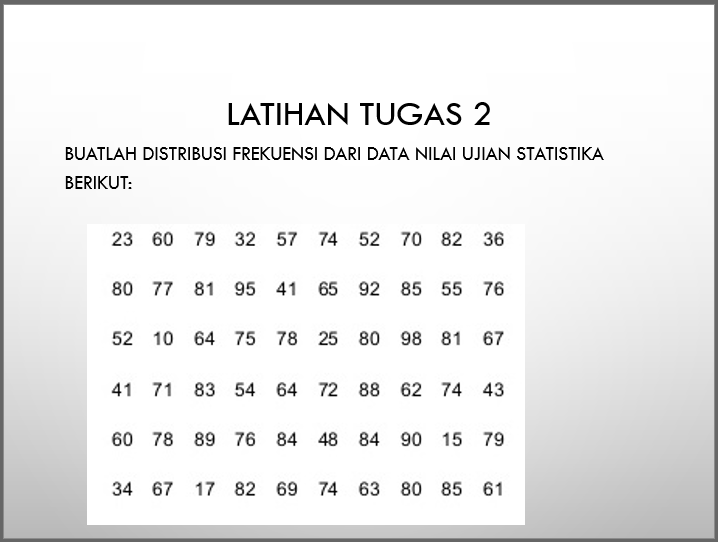 LATIHAN TUGAS 2
BUATLAH DISTRIBUSI FREKUENSI DARI DATA NILAI UJIAN STATISTIKA
BERIKUT:
23 60 79 32 57 74 52 70 82 36
80 77 81 95 41 65 92 85 55 76
52 10 64 75 78 25 80 98 81 67
41 71 83 54 64 72 88 62 74 43
60 78 89 76 84 48 84 90 15 79
34 67 17 82 69 74 63 80 85 61